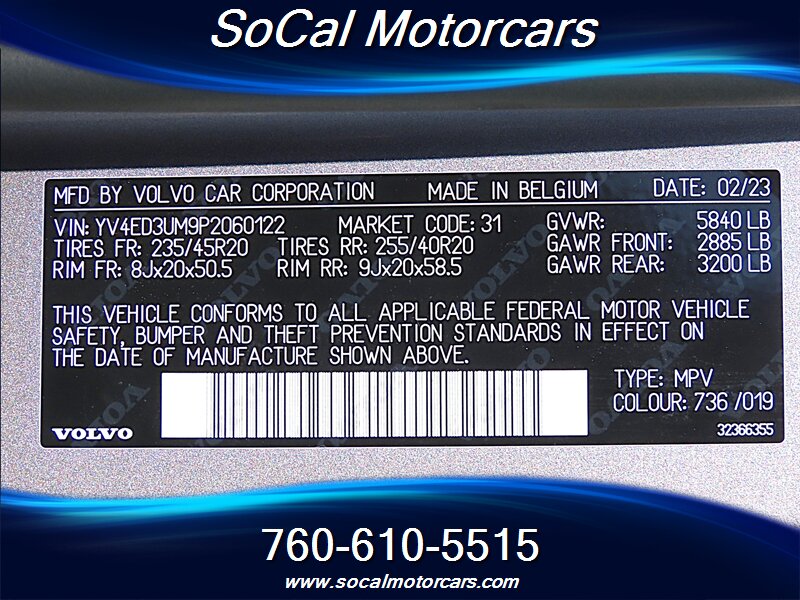 SoCal Motorcars
MFD BY VOLVO CAR CORPORATION MADE IN BELGIUM DATE: 02/23
VIN: YV4ED3UM9P2060122 MARKET CODE: 31 GVWR: 5840 LB
TIRES FR: 235/45R20 TIRES RR: 255/40R20 GAWR FRONT: 2885 LB
RIM FR: 8Jx20x50.5 RIM RR: 9Jx20x58.5 GAWR REAR: 3200 LB
THIS VEHICLE CONFORMS TO ALL APPLICABLE FEDERAL MOTOR VEHICLE
SAFETY, BUMPER AND THEFT PREVENTION STANDARDS IN EFFECT ON
THE DATE OF MANUFACTURE SHOWN ABOVE.
TYPE: MPV
COLOUR: 736 /019
VOLVO 32366355
760-610-5515
www.socalmotorcars.com